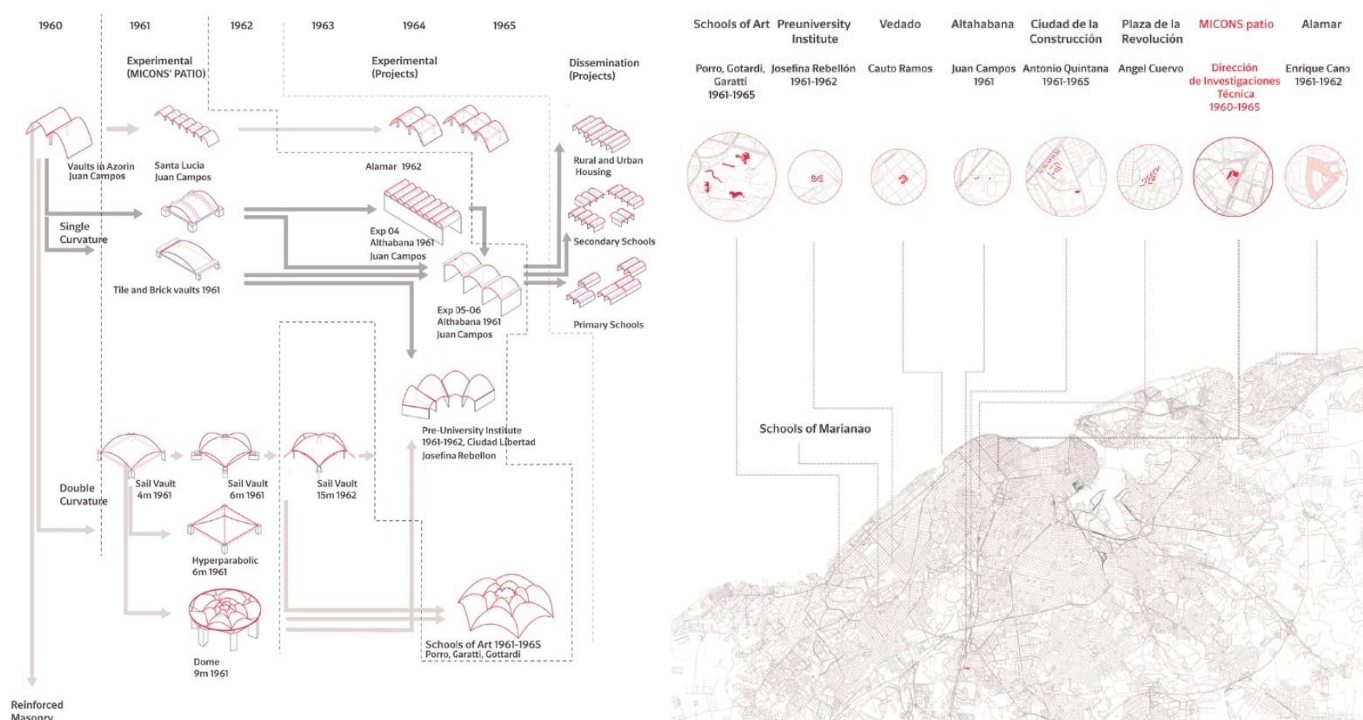 1960
1961
1962
1963
1964
1965
Experimental
(MICONS' PATIO)
Experimental
(Projects)
Dissemination
(Projects)
Vaults in Azorin
Juan Campos
Santa Lucia
Juan Campos
Alamar 1962
Rural and Urban
Housing
Single
Curvature
Exp 04
Althabana 1961
Juan Campos
Secondary Schools
Tile and Brick vaults 1961
Exp 05-06
Althabana 1961
Juan Campos
Primary Schools
Pre-University Institute
1961-1962, Ciudad Libertad
Josefina Rebellon
Double
Curvature
Sail Vault
4m 1961
Sail Vault
6m 1961
Sail Vault
15m 1962
Hyperparabolic
6m 1961
Dome
9m 1961
Schools of Art 1961-1965
Porro, Garatti, Gottardi
Reinforced
Masonry
Schools of Art
Porro, Gotardi,
Garatti
1961-1965
Preuniversity
Institute
Josefina Rebellón
1961-1962
Vedado
Cauto Ramos
Altahabana
Juan Campos
1961
Ciudad de la
Construcción
Antonio Quintana
1961-1965
Plaza de la
Revolución
Angel Cuervo
MICONS patio
Dirección
de Investigaciones
Técnica
1960-1965
Alamar
Enrique Cano
1961-1962
Schools of Marianao